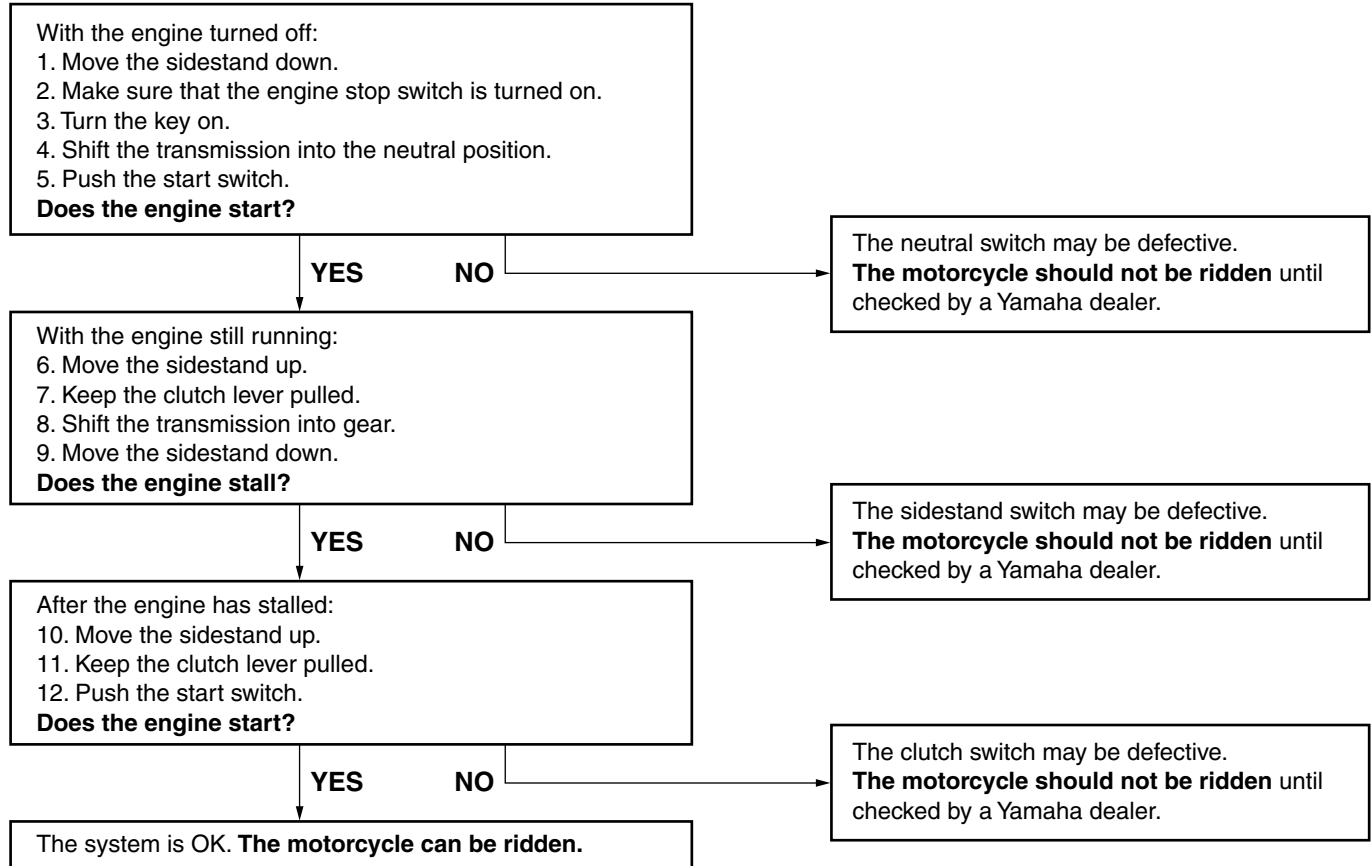 With the engine turned off:
1. Move the sidestand down.
2. Make sure that the engine stop switch is turned on.
3. Turn the key on.
4. Shift the transmission into the neutral position.
5. Push the start switch.
Does the engine start?
YES NO
The neutral switch may be defective.
The motorcycle should not be ridden until
checked by a Yamaha dealer.
With the engine still running:
6. Move the sidestand up.
7. Keep the clutch lever pulled.
8. Shift the transmission into gear.
9. Move the sidestand down.
Does the engine stall?
YES NO
The sidestand switch may be defective.
The motorcycle should not be ridden until
checked by a Yamaha dealer.
After the engine has stalled:
10. Move the sidestand up.
11. Keep the clutch lever pulled.
12. Push the start switch.
Does the engine start?
YES NO
The clutch switch may be defective.
The motorcycle should not be ridden until
checked by a Yamaha dealer.
The system is OK. The motorcycle can be ridden.